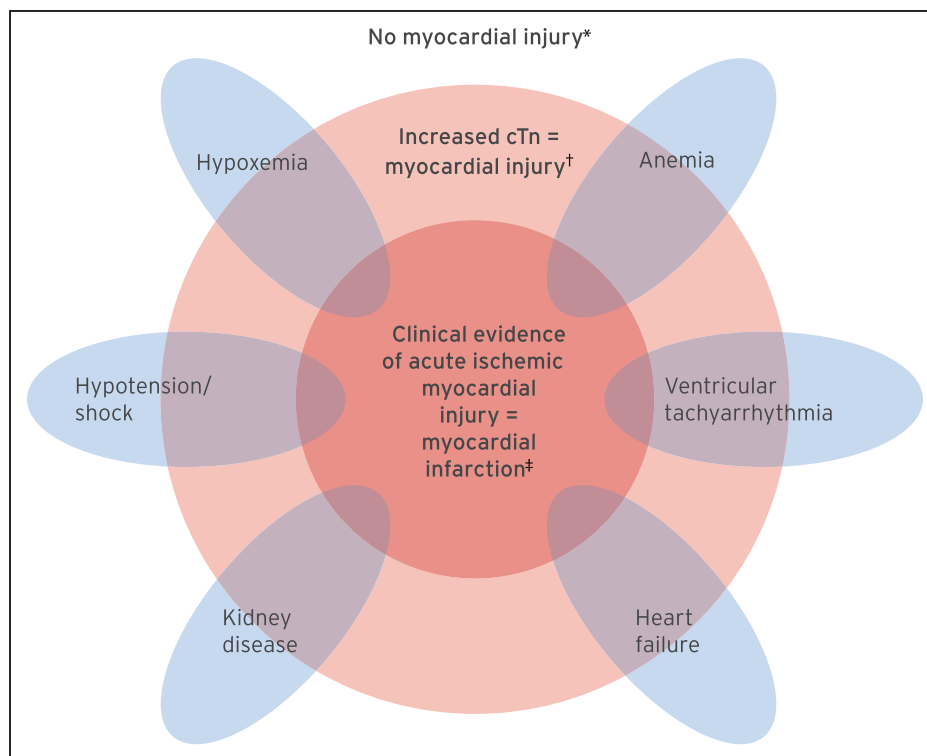 No myocardial injury*
Increased cTn =
myocardial injury†
Hypoxemia
Anemia
Clinical evidence
of acute ischemic
myocardial
injury =
myocardial
infarction‡
Hypotension/
shock
Ventricular
tachyarrhythmia
Kidney
disease
Heart
failure